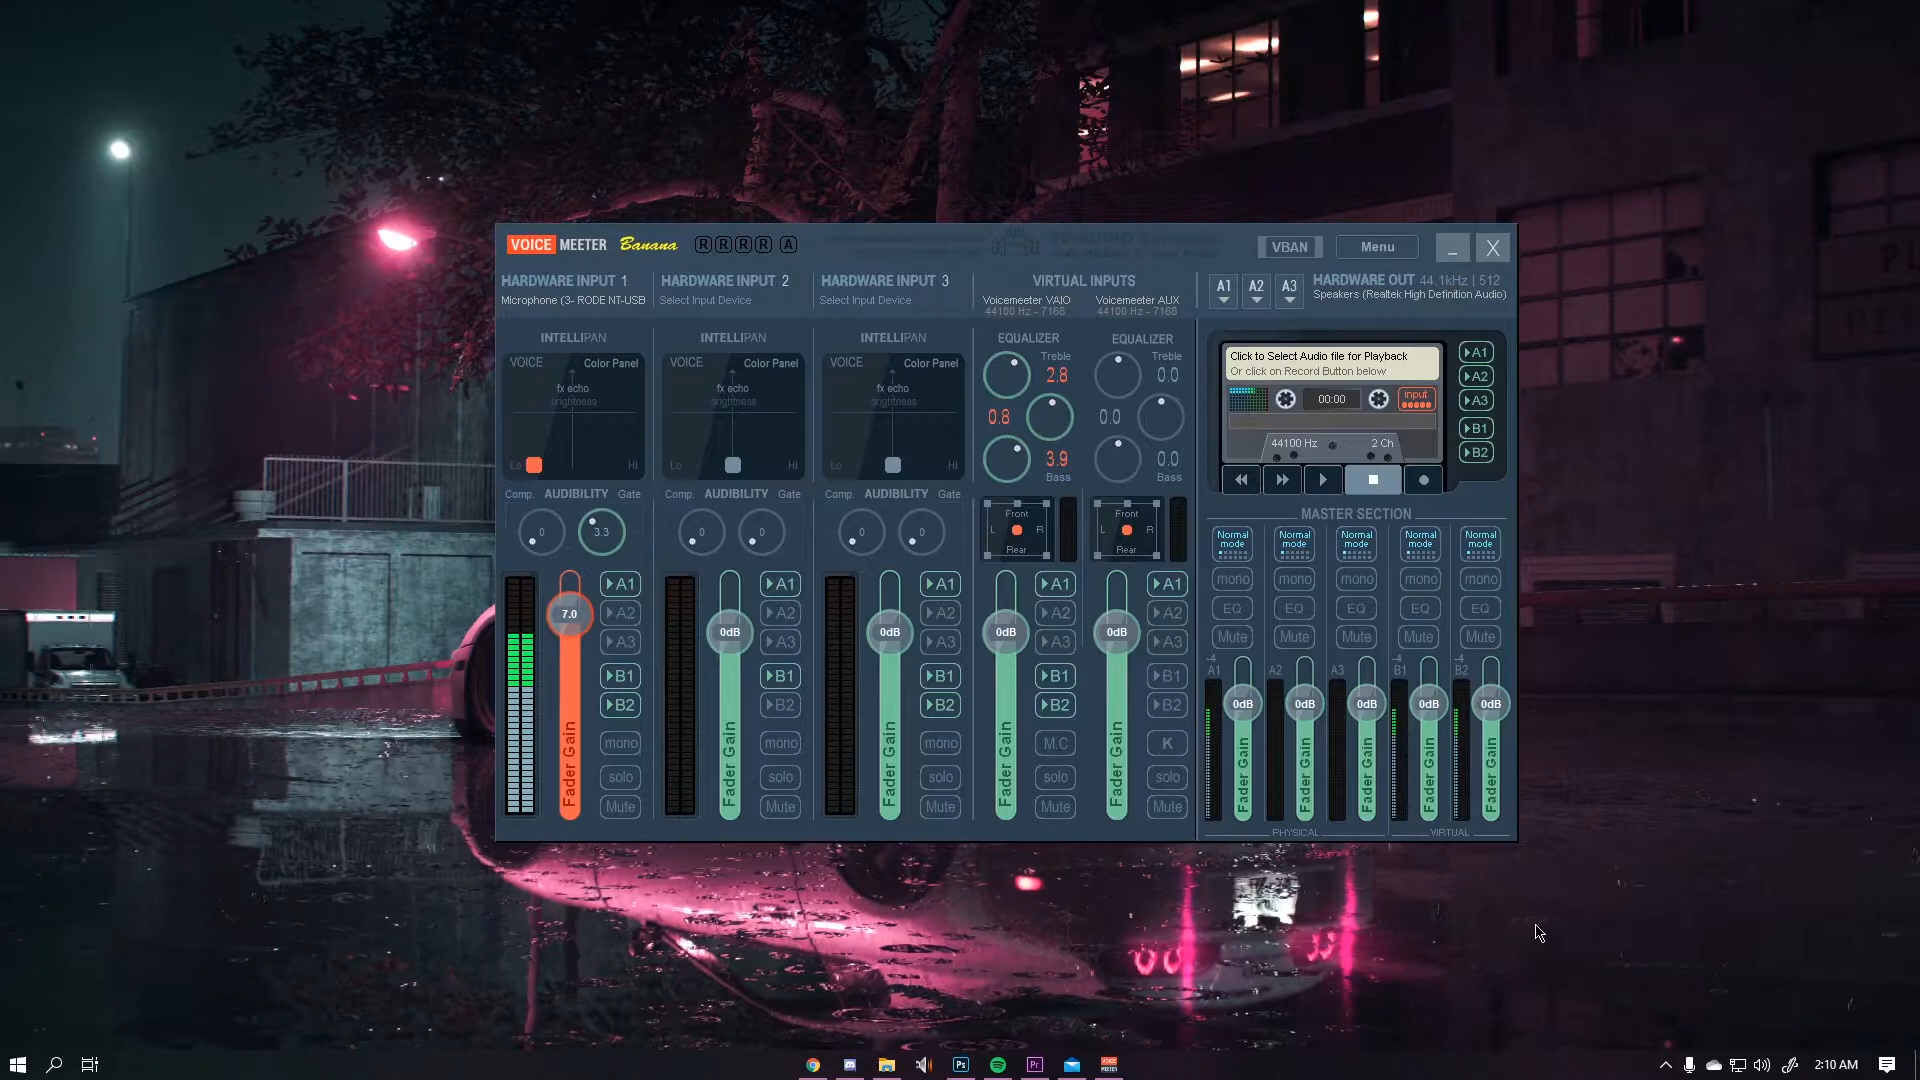 VOICE MEETER Banana R R R R A VBAN Menu _ X
HARDWARE INPUT 1 HARDWARE INPUT 2 HARDWARE INPUT 3 VIRTUAL INPUTS A1 A2 A3 HARDWARE OUT 44.1kHz | 512
Microphone (3- RODE NT-USB Select Input Device Select Input Device Voicemeeter VAIO Voicemeeter AUX Speakers (Realtek High Definition Audio)
44100 Hz - 7168 44100 Hz - 7168
INTELLIPAN INTELLIPAN INTELLIPAN EQUALIZER EQUALIZER
VOICE Color Panel VOICE Color Panel VOICE Color Panel Treble Treble
2.8 0.0
fx echo fx echo fx echo
brightness brightness brightness
0.8 0.0
Lo Hi Lo Hi Lo Hi 3.9 0.0
Bass Bass
Click to Select Audio file for Playback
Or click on Record Button below
00:00 input
44100 Hz 2 Ch
A1
A2
A3
B1
B2
Comp. AUDIBILITY Gate Comp. AUDIBILITY Gate Comp. AUDIBILITY Gate
0 3.3 0 0 0 0
Front Front
L R L R
Rear Rear
MASTER SECTION
Normal mode Normal mode Normal mode Normal mode Normal mode
mono mono mono mono mono
EQ EQ EQ EQ EQ
Mute Mute Mute Mute Mute
A1 A1 A1 A1 A1
7.0 A2 A2 A2 A2 A2
0dB 0dB 0dB 0dB
A3 A3 A3 A3 A3
B1 B1 B1 B1 B1
B2 B2 B2 B2 B2
mono mono mono M.C K
solo solo solo solo solo
Mute Mute Mute Mute Mute
Fader Gain Fader Gain Fader Gain Fader Gain Fader Gain
-4 -4 -4
A1 A2 A3 B1 B2
0dB 0dB 0dB 0dB 0dB
Fader Gain Fader Gain Fader Gain Fader Gain Fader Gain
PHYSICAL VIRTUAL
Ps Pr VOICE MEETER 2:10 AM